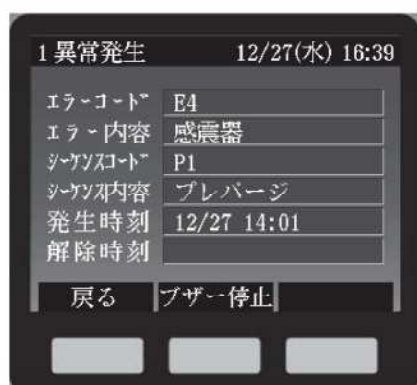 1 異常発生 12/27(水) 16:39
エラーコード E4
エラー内容 感震器
シーケンスコード P1
シーケンス内容 プレパージ
発生時刻 12/27 14:01
解除時刻
戻る ブザー停止